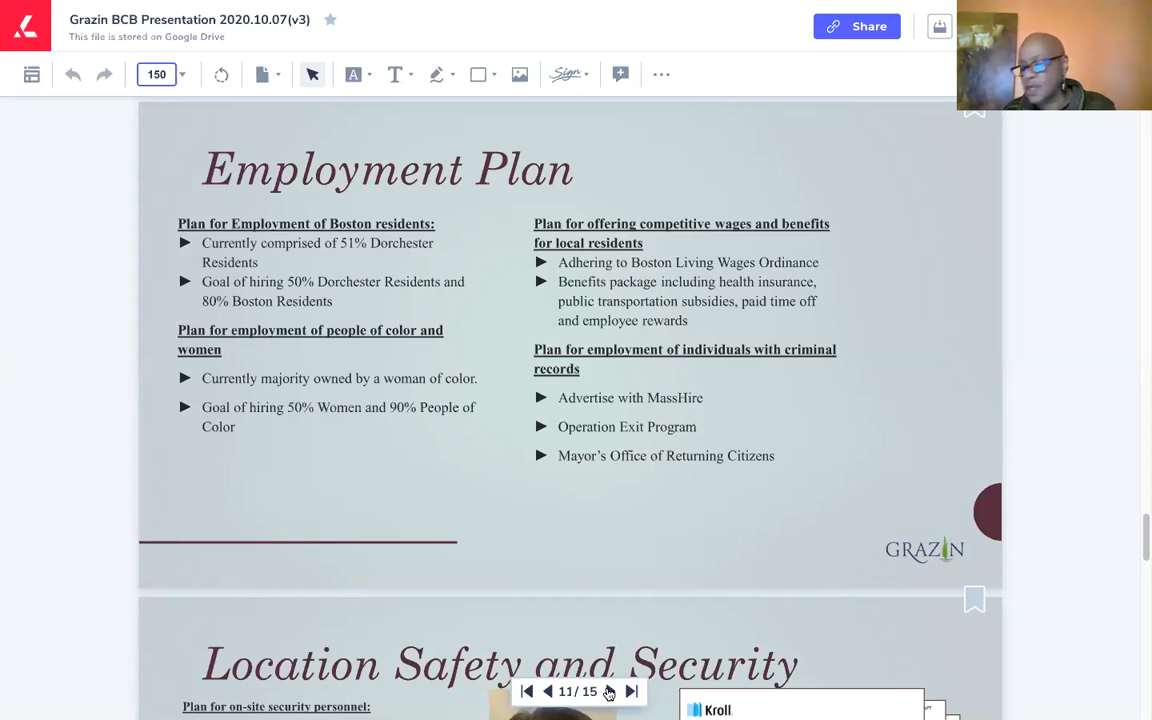 Grazin BCB Presentation 2020.10.07(v3)
This file is stored on Google Drive
Share
150
A
T
Sign
Employment Plan
Plan for Employment of Boston residents:
Currently comprised of 51% Dorchester
Residents
Goal of hiring 50% Dorchester Residents and
80% Boston Residents
Plan for employment of people of color and
women
Currently majority owned by a woman of color.
Goal of hiring 50% Women and 90% People of
Color
Plan for offering competitive wages and benefits
for local residents
Adhering to Boston Living Wages Ordinance
Benefits package including health insurance,
public transportation subsidies, paid time off
and employee rewards
Plan for employment of individuals with criminal
records
Advertise with MassHire
Operation Exit Program
Mayor's Office of Returning Citizens
GRAZIN
Location Safety and Security
11/ 15
Plan for on-site security personnel:
Kroll